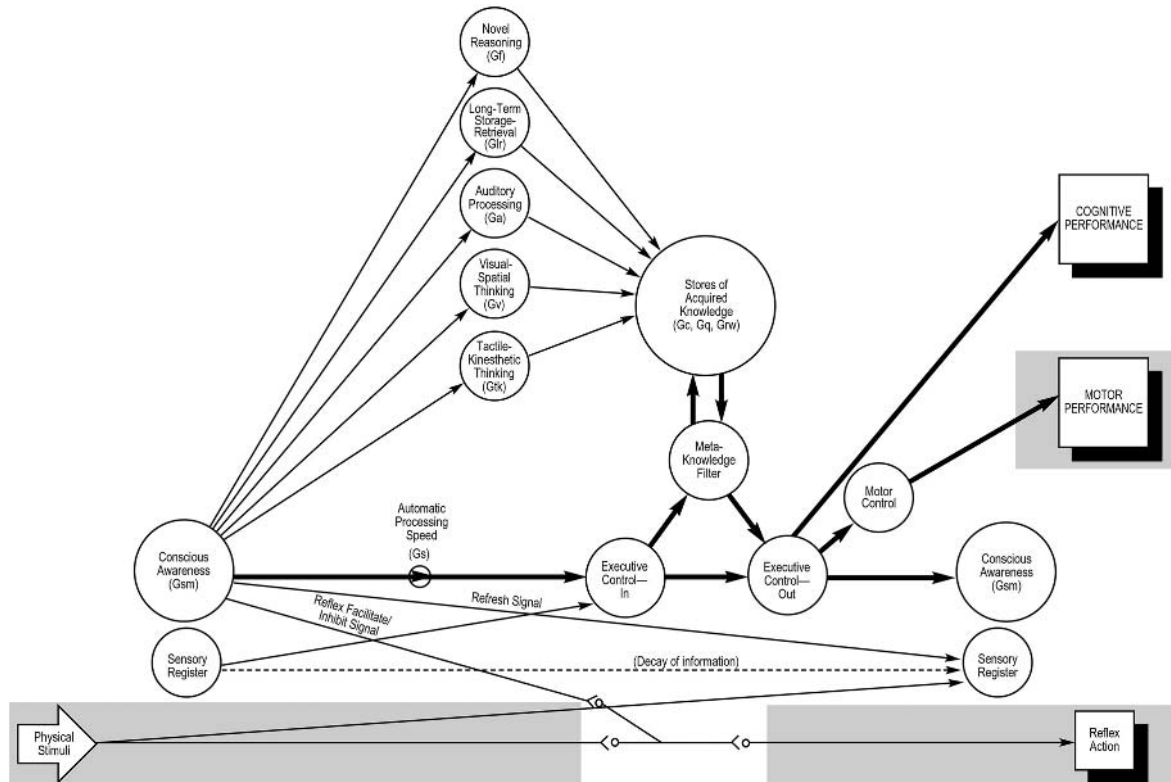 Novel
Reasoning
(Gf)
Long-Term
Storage-
Retrieval
(Glr)
Auditory
Processing
(Ga)
Visual-
Spatial
Thinking
(Gv)
Tactile-
Kinesthetic
Thinking
(Gtk)
Stores of
Acquired
Knowledge
(Gc, Gq, Grw)
COGNITIVE
PERFORMANCE
MOTOR
PERFORMANCE
Meta-
Knowledge
Filter
Motor
Control
Automatic
Processing
Speed
(Gs)
Conscious
Awareness
(Gsm)
Executive
Control—
In
Executive
Control—
Out
Conscious
Awareness
(Gsm)
Refresh Signal
Reflex Facilitate/
Inhibit Signal
Sensory
Register
(Decay of information)
Sensory
Register
Physical
Stimuli
Reflex
Action